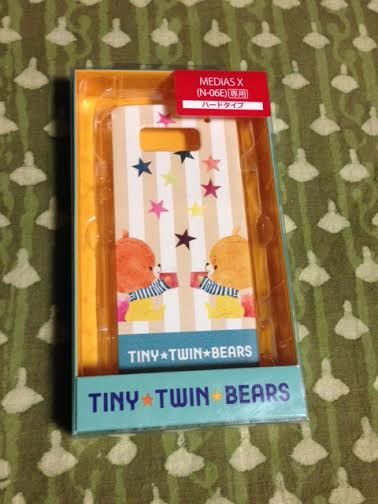 MEDIAS X
(N-06E)専用
ハードタイプ
TINY★TWIN★BEARS
TINY★TWIN★BEARS